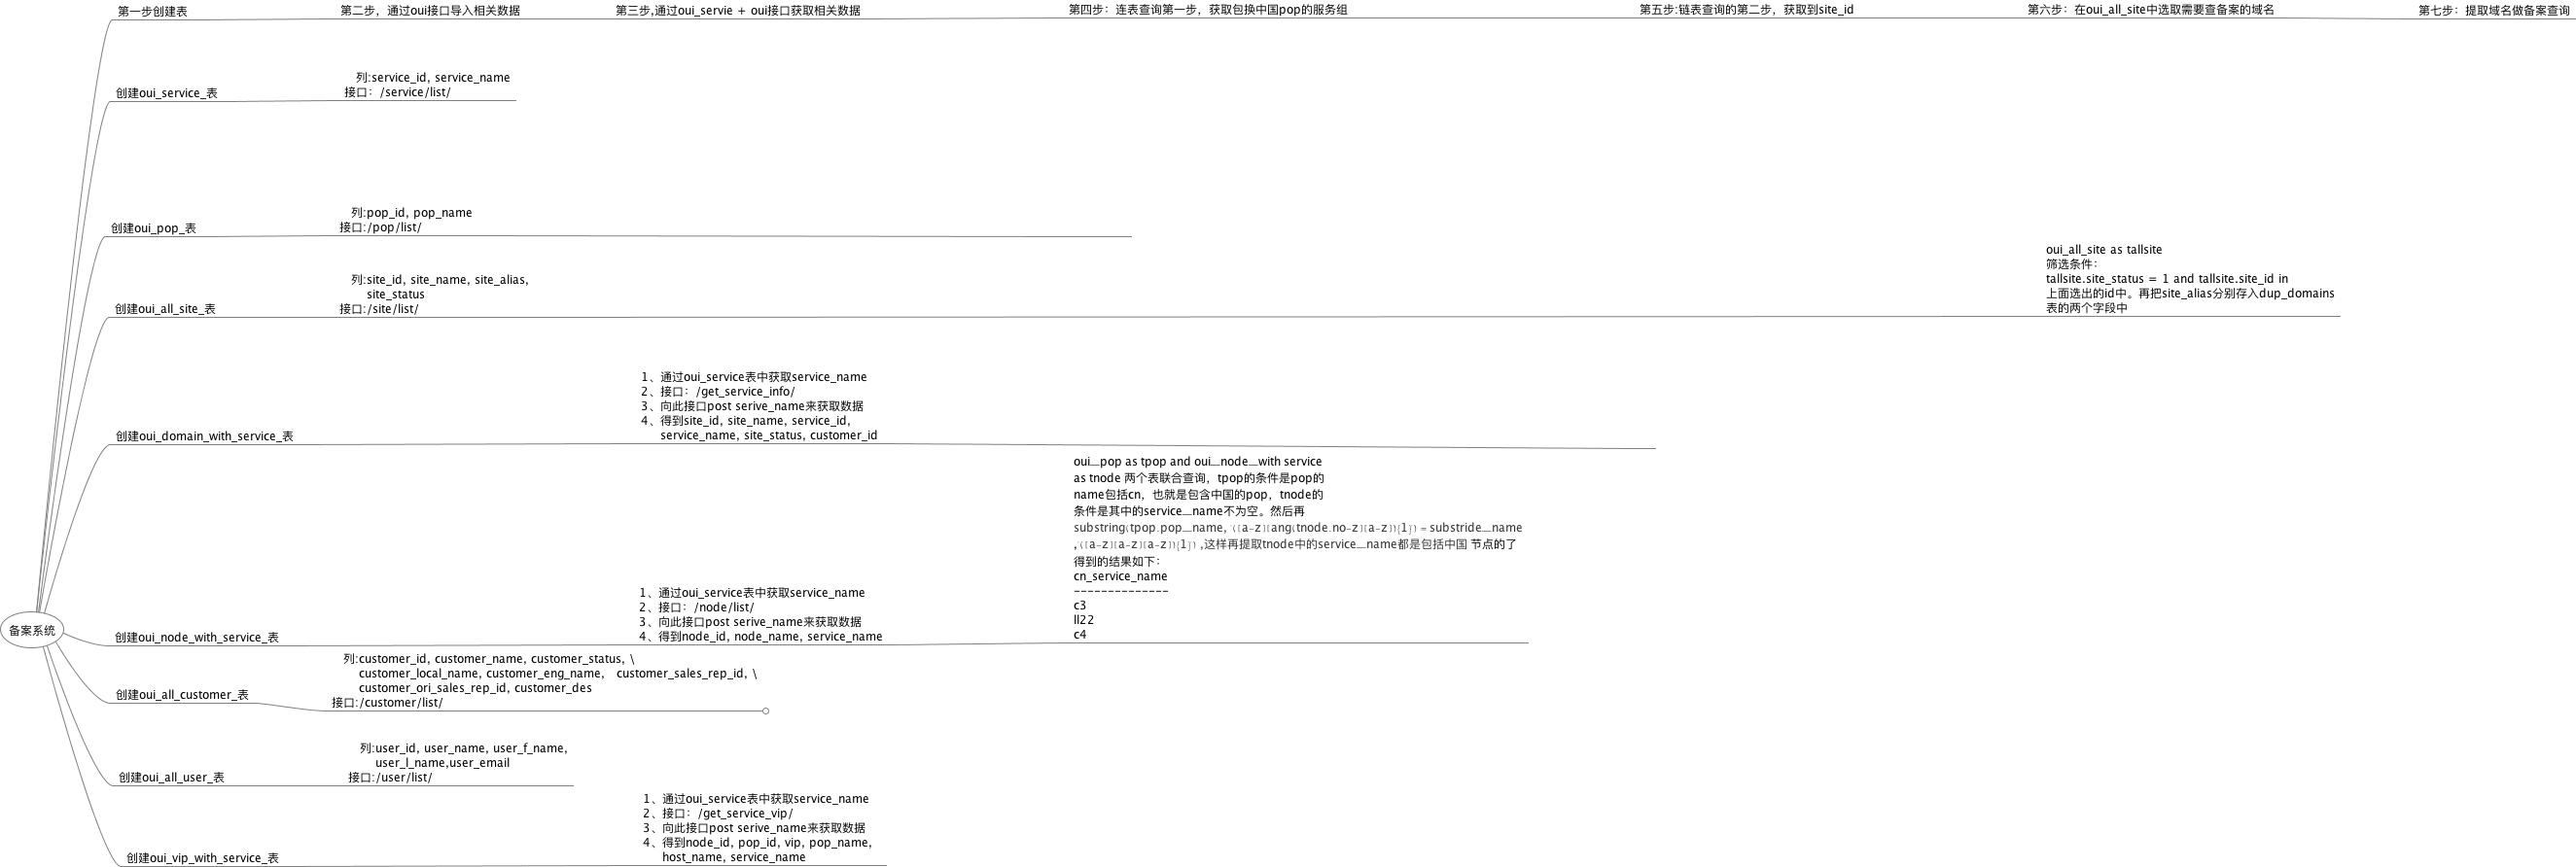 第一步创建表
第二步，通过oui接口导入相关数据
第三步,通过oui_servie + oui接口获取相关数据
第四步：连表查询第一步，获取包换中国pop的服务组
第五步:链表查询的第二步，获取到site_id
第六步：在oui_all_site中选取需要查备案的域名
第七步：提取域名做备案查询
创建oui_service_表
列:service_id, service_name
接口：/service/list/
创建oui_pop_表
列:pop_id, pop_name
接口:/pop/list/
创建oui_all_site_表
列:site_id, site_name, site_alias,
site_status
接口:/site/list/
oui_all_site as tallsite
筛选条件：
tallsite.site_status = 1 and tallsite.site_id in
上面选出的id中。再把site_alias分别存入dup_domains
表的两个字段中
创建oui_domain_with_service_表
1、通过oui_service表中获取service_name
2、接口：/get_service_info/
3、向此接口post serive_name来获取数据
4、得到site_id, site_name, service_id,
service_name, site_status, customer_id
备案系统
创建oui_node_with_service_表
1、通过oui_service表中获取service_name
2、接口：/node/list/
3、向此接口post serive_name来获取数据
4、得到node_id, node_name, service_name
oui__pop as tpop and oui__node__with service
as tnode 两个表联合查询，tpop的条件是pop的
name包括cn，也就是包含中国的pop，tnode的
条件是其中的service__name不为空。然后再
substring(tpop.pop__name, '([a-z][ang(tnode.no-z][a-z]){1}') = substride__name
,'([a-z][a-z][a-z]){1}') ,这样再提取tnode中的service__name都是包括中国 节点的了
得到的结果如下：
cn_service_name
--------------
c3
ll22
c4
创建oui_all_customer_表
列:customer_id, customer_name, customer_status, \
customer_local_name, customer_eng_name, customer_sales_rep_id, \
customer_ori_sales_rep_id, customer_des
接口:/customer/list/
创建oui_all_user_表
列:user_id, user_name, user_f_name,
user_l_name,user_email
接口:/user/list/
创建oui_vip_with_service_表
1、通过oui_service表中获取service_name
2、接口：/get_service_vip/
3、向此接口post serive_name来获取数据
4、得到node_id, pop_id, vip, pop_name,
host_name, service_name